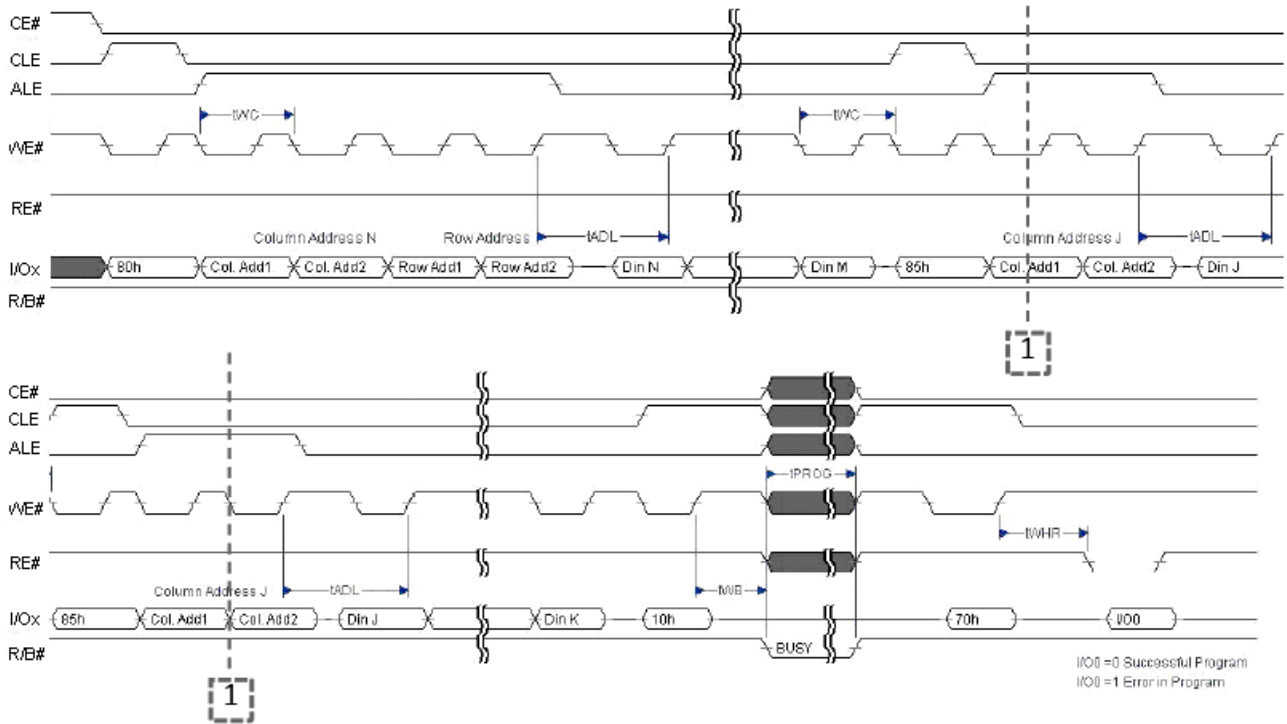 CE#
CLE
ALE
tWC tWC
WE#
RE#
Column Address N Row Address tADL Column Address J tADL
I/Ox 80h Col. Add1 Col. Add2 Row Add1 Row Add2 Din N Din M 85h Col. Add1 Col. Add2 Din J
R/B#
1
CE#
CLE
ALE
tPROG
WE#
tWHR
RE#
Column Address J tADL tWB
I/Ox 85h Col. Add1 Col. Add2 Din J Din K 10h 70h I/O0
R/B# BUSY
I/O0 =0 Successful Program
I/O0 =1 Error in Program
1